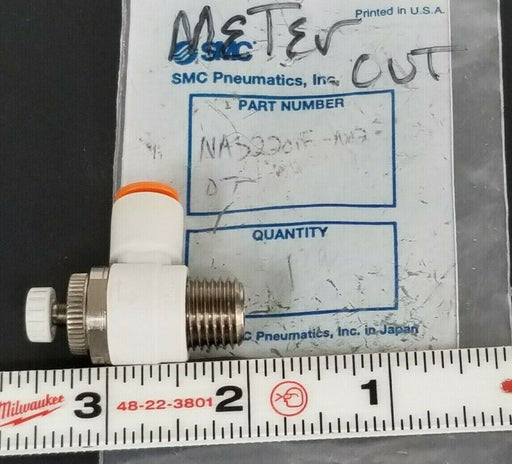 Printed in U.S.A.
METER OUT
SMC
SMC Pneumatics, Inc.
PART NUMBER
QUANTITY
1
C Pneumatics, Inc. in Japan
Milwaukee 3 48-22-3801 2 1